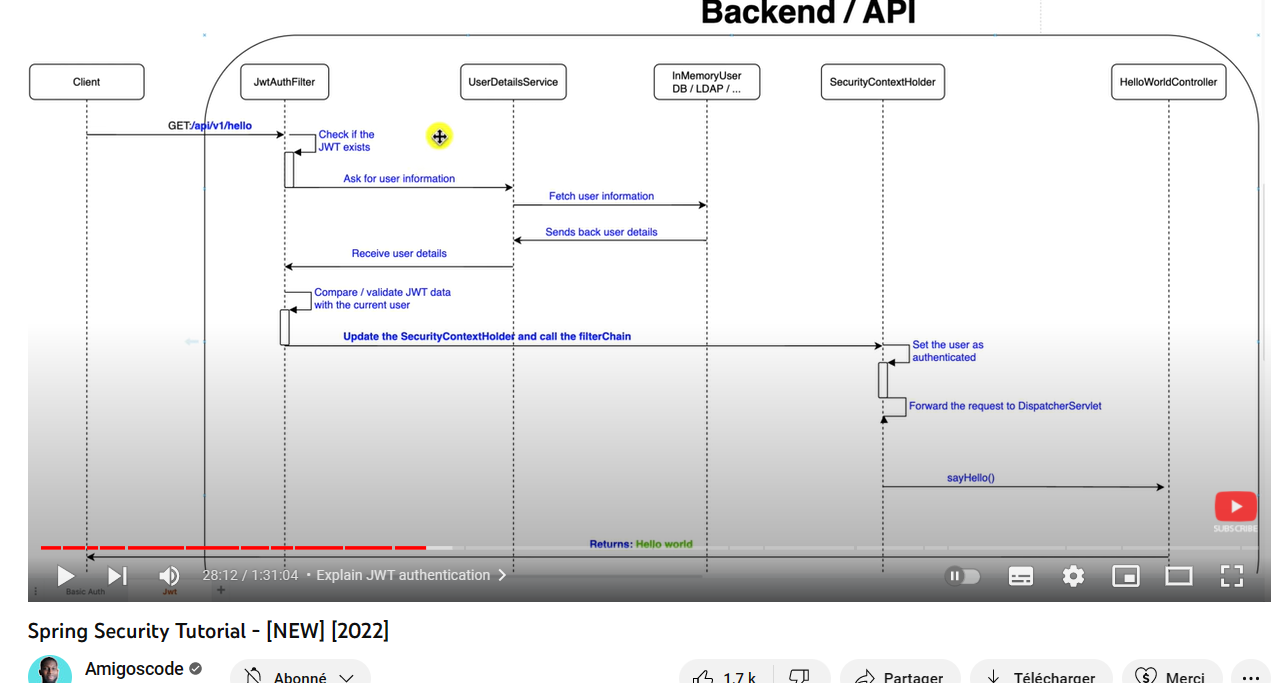 Backend / API
Client
JwtAuthFilter
UserDetailsService
InMemoryUser
DB / LDAP / ...
SecurityContextHolder
HelloWorldController
GET:/api/v1/hello
Check if the
JWT exists
Ask for user information
Fetch user information
Sends back user details
Receive user details
Compare / validate JWT data
with the current user
Update the SecurityContextHolder and call the filterChain
Set the user as
authenticated
Forward the request to DispatcherServlet
sayHello()
SUBSCRIBE
Returns: Hello world
28:12 / 1:31:04 • Explain JWT authentication
Basic Auth
Jwt
Spring Security Tutorial - [NEW] [2022]
Amigoscode
Abonné
1,7 k
Partager
Télécharger
Merci